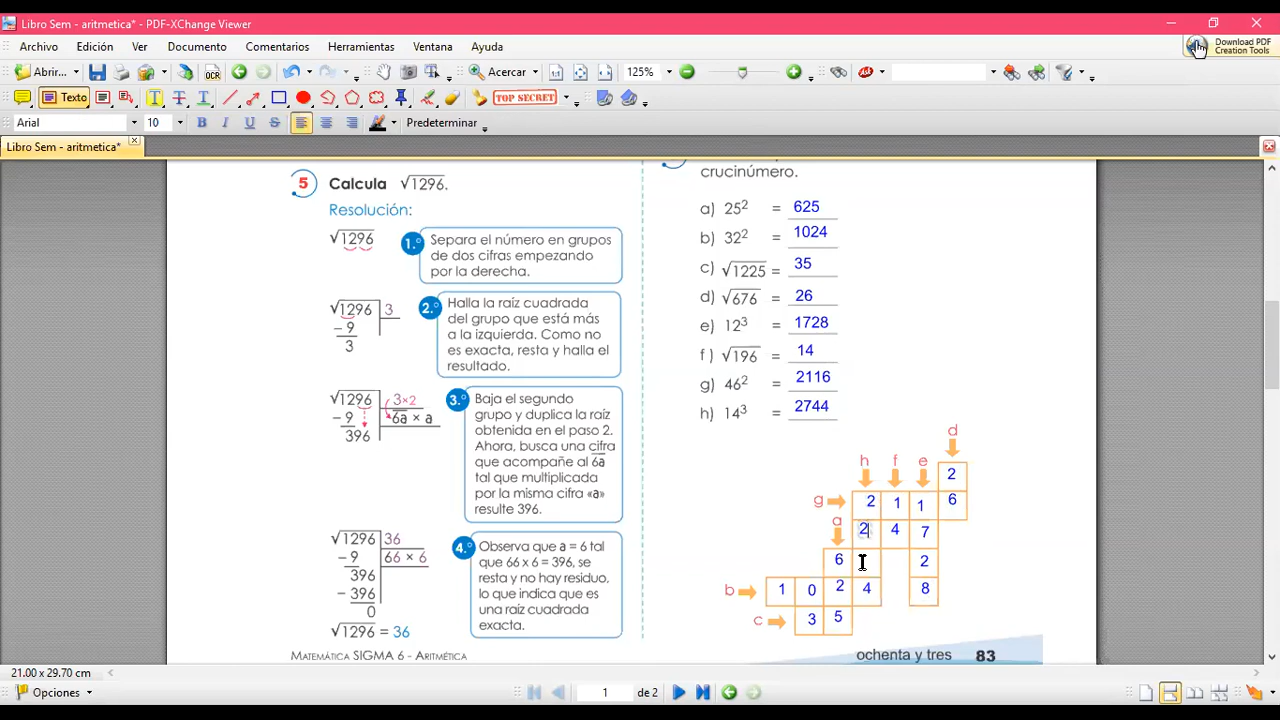 Libro Sem - aritmetica* - PDF-XChange Viewer
Archivo Edición Ver Documento Comentarios Herramientas Ventana Ayuda
Download PDF
Creation Tools
Abrir... OCR Acercar 125%
Texto TOP SECRET
Arial 10 B I U S Predeterminar
Libro Sem - aritmetica*
5 Calcula √1296.
Resolución:
√1296
1.° Separa el número en grupos
de dos cifras empezando
por la derecha.
√1296 3
− 9
3
2.° Halla la raíz cuadrada
del grupo que está más
a la izquierda. Como no
es exacta, resta y halla el
resultado.
√1296 3×2
− 9 6a × a
396
3.° Baja el segundo
grupo y duplica la raíz
obtenida en el paso 2.
Ahora, busca una cifra
que acompañe al 6a
tal que multiplicada
por la misma cifra «a»
resulte 396.
√1296 36
− 9 66 × 6
396
− 396
0
√1296 = 36
4.° Observa que a = 6 tal
que 66 x 6 = 396, se
resta y no hay residuo,
lo que indica que es
una raíz cuadrada
exacta.
MATEMÁTICA SIGMA 6 - ARITMÉTICA
crucinúmero.
a) 25² = 625
b) 32² = 1024
c) √1225 = 35
d) √676 = 26
e) 12³ = 1728
f) √196 = 14
g) 46² = 2116
h) 14³ = 2744
d
h f e 2
g 2 1 1 6
a 2 4 7
6 2
b 1 0 2 4 8
c 3 5
ochenta y tres 83
21.00 x 29.70 cm
Opciones 1 de 2